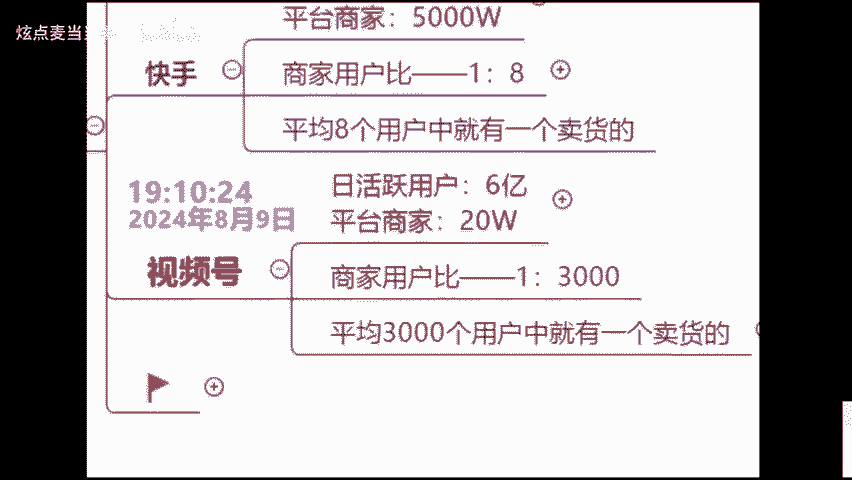 炫点麦当
平台商家：5000W
快手
商家用户比——1：8
平均8个用户中就有一个卖货的
19:10:24
2024年8月9日
日活跃用户：6亿
平台商家：20W
视频号
商家用户比——1：3000
平均3000个用户中就有一个卖货的